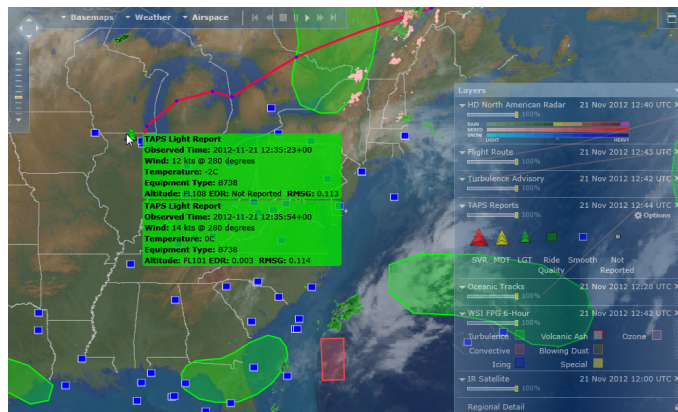 Basemaps Weather Airspace
TAPS Light Report
Observed Time: 2012-11-21 12:35:23+00
Wind: 12 kts @ 280 degrees
Temperature: -2C
Equipment Type: B738
Altitude: FL108 EDR: Not Reported RMSG: 0.113
TAPS Light Report
Observed Time: 2012-11-21 12:35:54+00
Wind: 14 kts @ 280 degrees
Temperature: 0C
Equipment Type: B738
Altitude: FL101 EDR: 0.003 RMSG: 0.114
Layers
HD North American Radar 21 Nov 2012 12:40 UTC
100%
RAIN
MIXED
SNOW
LIGHT HEAVY
Flight Route 21 Nov 2012 12:43 UTC
100%
Turbulence Advisory 21 Nov 2012 12:42 UTC
100%
TAPS Reports 21 Nov 2012 12:44 UTC
100% Options
SVR MDT LGT Ride Quality Smooth Not Reported
Oceanic Tracks 21 Nov 2012 12:28 UTC
100%
WSI FPG 6-Hour 21 Nov 2012 12:42 UTC
100%
Turbulence Volcanic Ash Ozone
Convective Blowing Dust
Icing Special
IR Satellite 21 Nov 2012 12:00 UTC
100%
Regional Detail